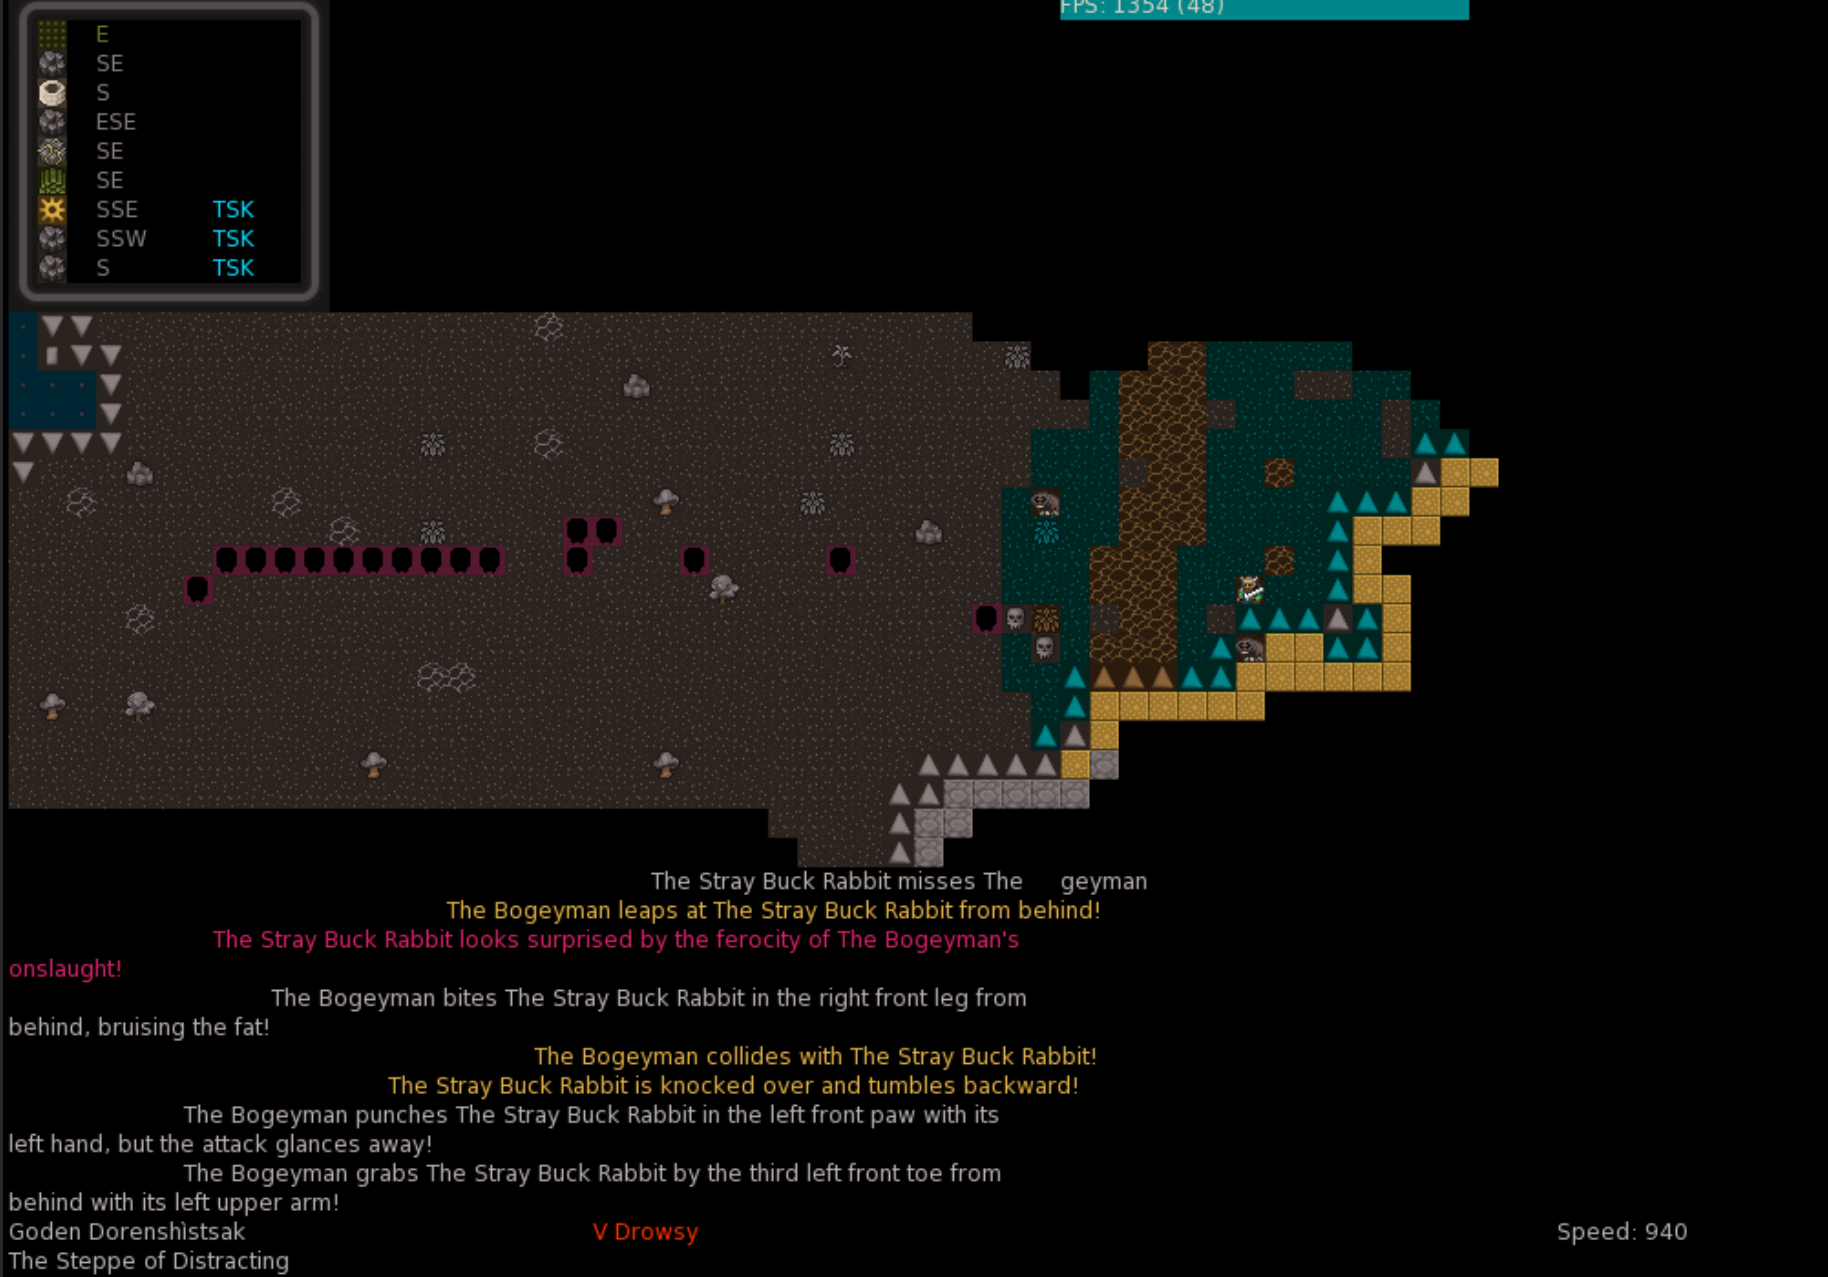 FPS: 1354 (48)
E
SE
S
ESE
SE
SE
SSE TSK
SSW TSK
S TSK
The Stray Buck Rabbit misses The geyman
The Bogeyman leaps at The Stray Buck Rabbit from behind!
The Stray Buck Rabbit looks surprised by the ferocity of The Bogeyman's
onslaught!
The Bogeyman bites The Stray Buck Rabbit in the right front leg from
behind, bruising the fat!
The Bogeyman collides with The Stray Buck Rabbit!
The Stray Buck Rabbit is knocked over and tumbles backward!
The Bogeyman punches The Stray Buck Rabbit in the left front paw with its
left hand, but the attack glances away!
The Bogeyman grabs The Stray Buck Rabbit by the third left front toe from
behind with its left upper arm!
Goden Dorenshìstsak V Drowsy Speed: 940
The Steppe of Distracting